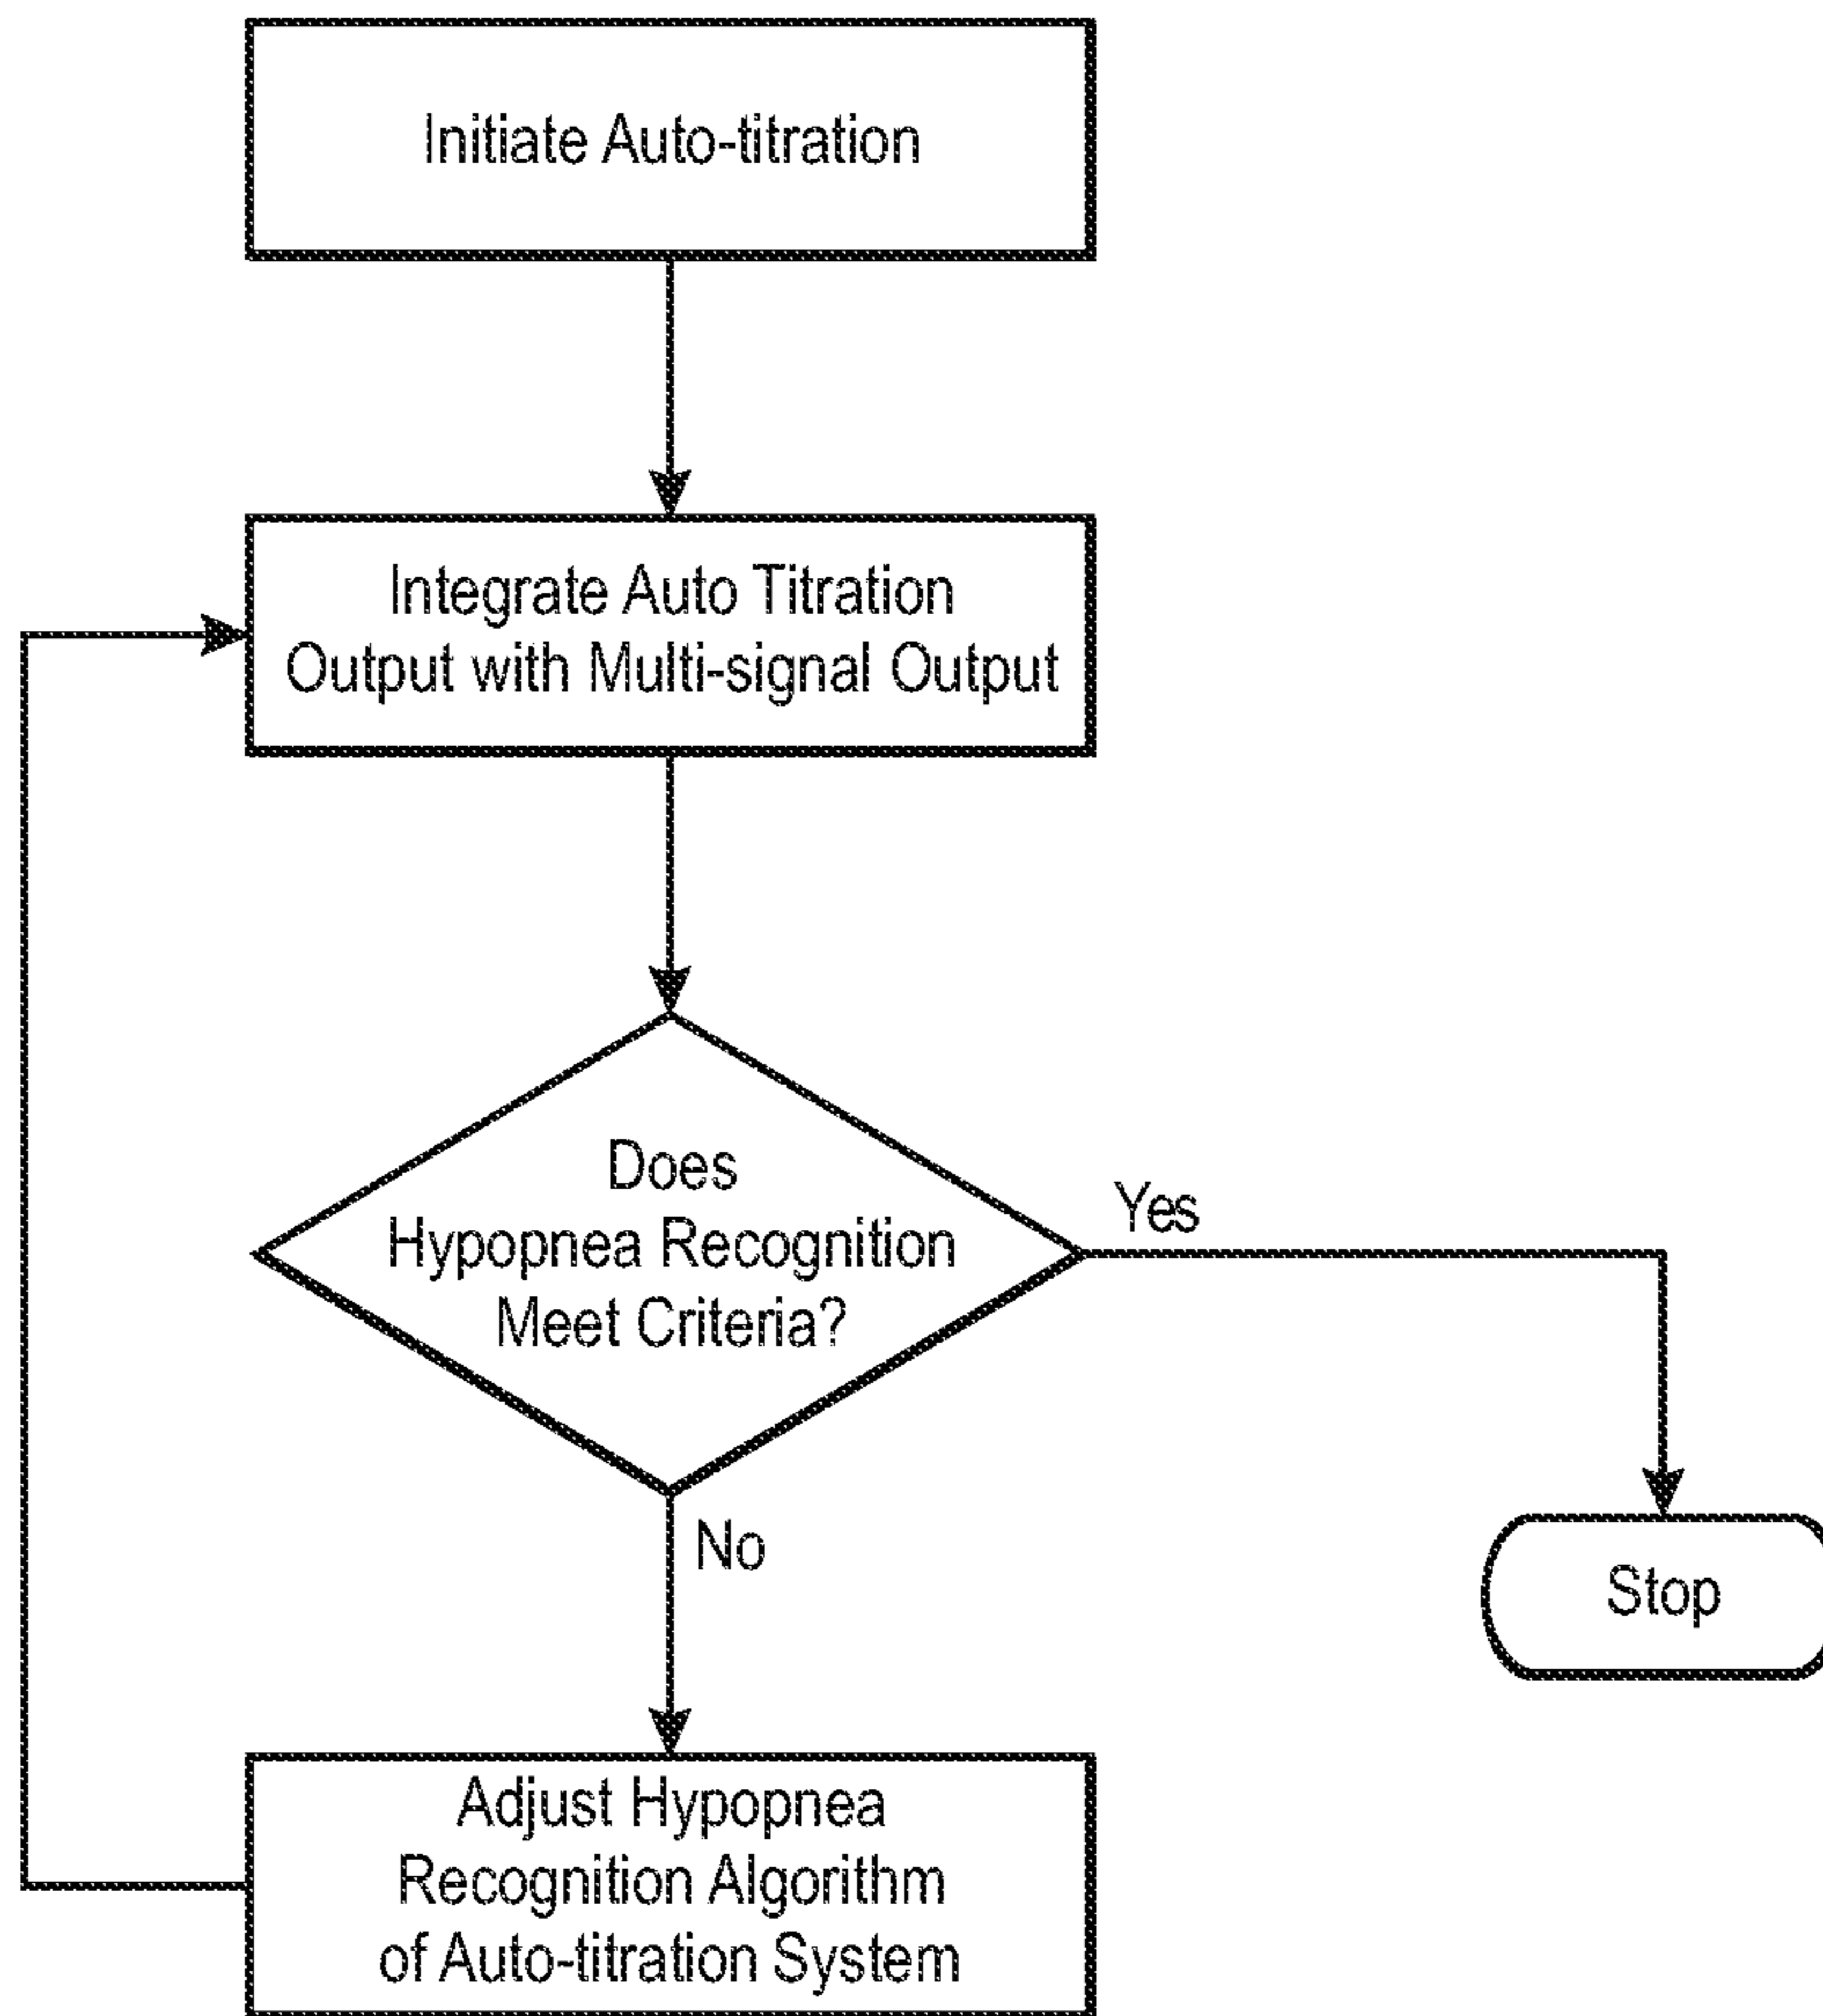 Initiate Auto-titration
Integrate Auto Titration
Output with Multi-signal Output
Does
Hypopnea Recognition
Meet Criteria?
Yes
No
Stop
Adjust Hypopnea
Recognition Algorithm
of Auto-titration System